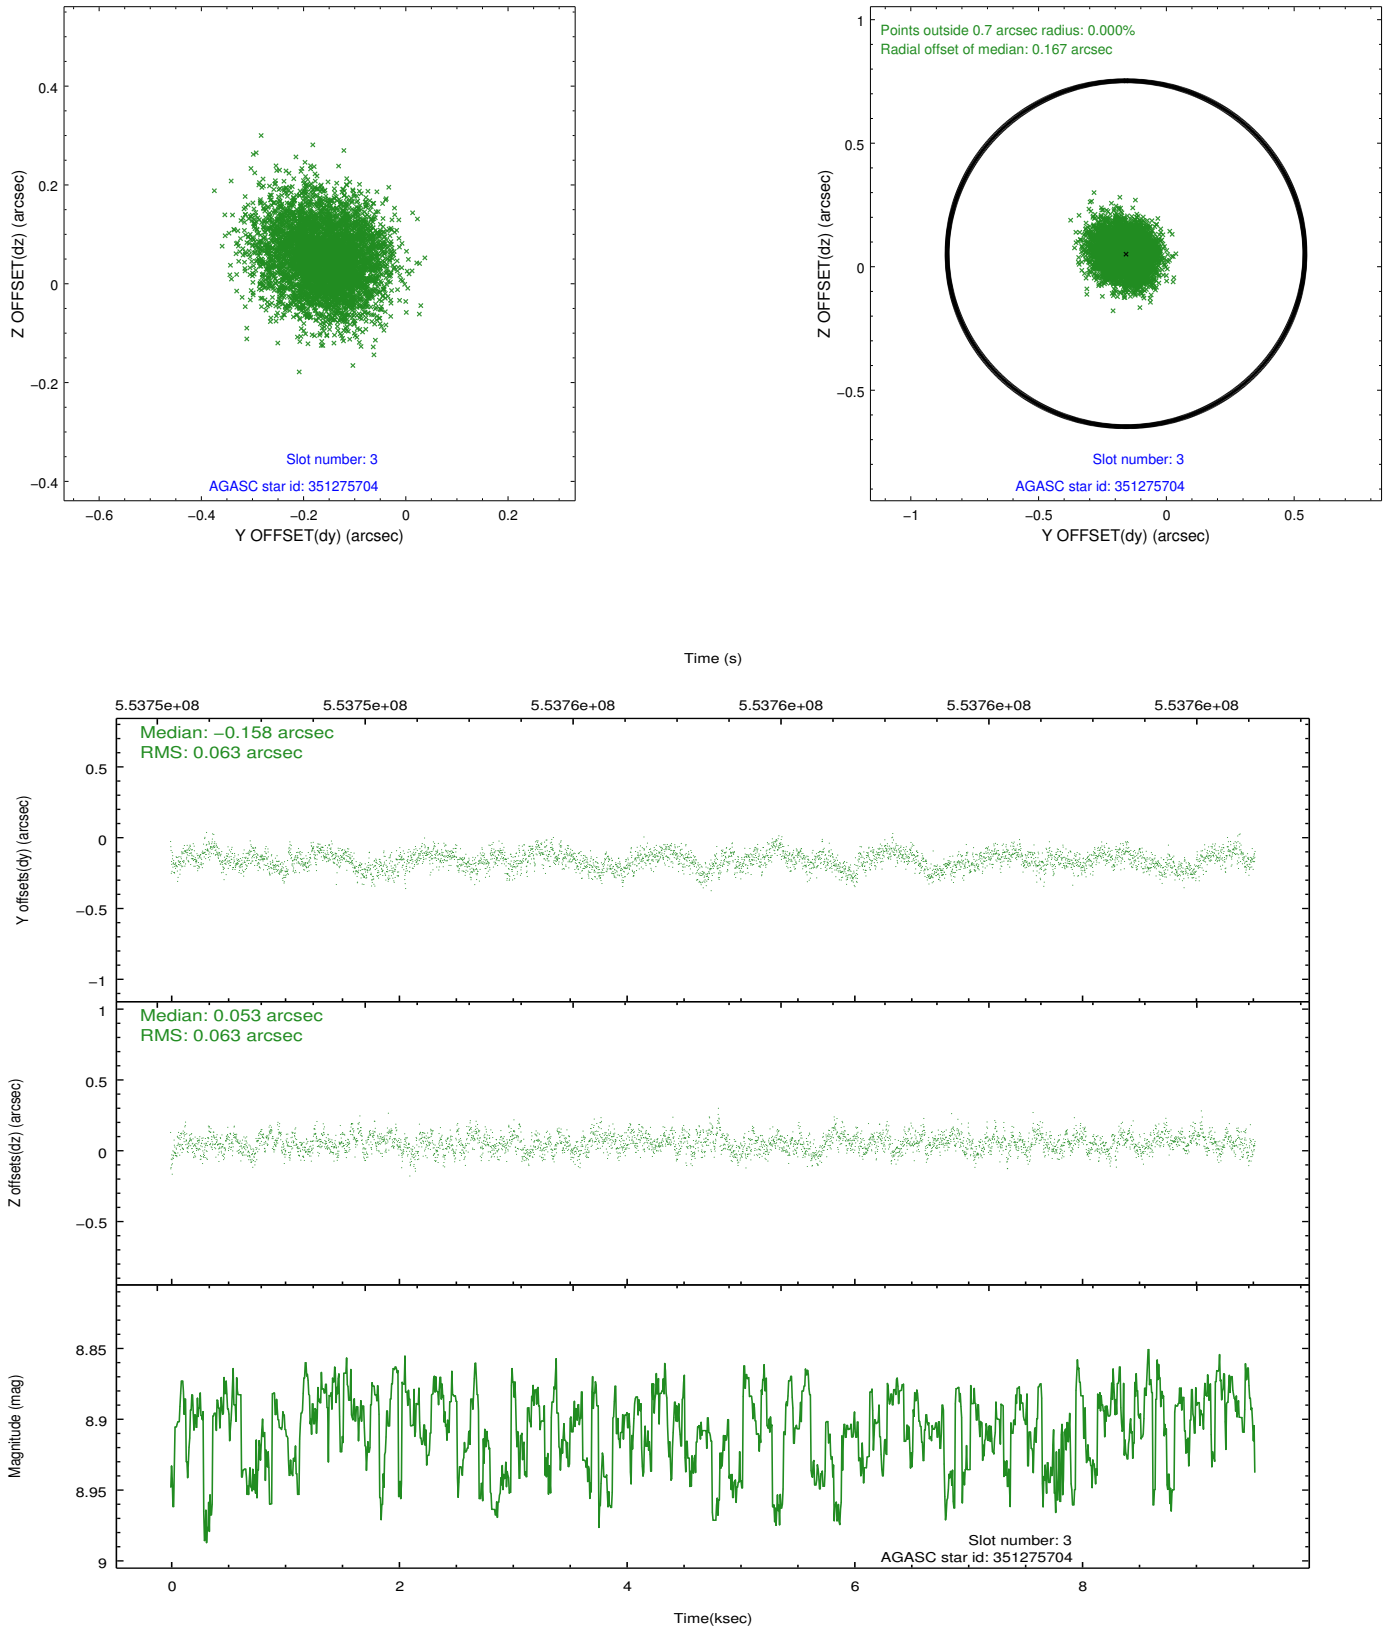 Z OFFSET(dz) (arcsec)
0.4
0.2
0
−0.2
−0.4
Slot number: 3
AGASC star id: 351275704
−0.6
−0.4
−0.2
0
0.2
Y OFFSET(dy) (arcsec)
Points outside 0.7 arcsec radius: 0.000%
Radial offset of median: 0.167 arcsec
Z OFFSET(dz) (arcsec)
1
0.5
0
−0.5
Slot number: 3
AGASC star id: 351275704
−1
−0.5
0
0.5
Y OFFSET(dy) (arcsec)
Time (s)
5.5375e+08
5.5375e+08
5.5376e+08
5.5376e+08
5.5376e+08
5.5376e+08
Median: −0.158 arcsec
RMS: 0.063 arcsec
Y offsets(dy) (arcsec)
0.5
0
−0.5
−1
Median: 0.053 arcsec
RMS: 0.063 arcsec
Z offsets(dz) (arcsec)
1
0.5
0
−0.5
Magnitude (mag)
8.85
8.9
8.95
9
Slot number: 3
AGASC star id: 351275704
0
2
4
6
8
Time(ksec)